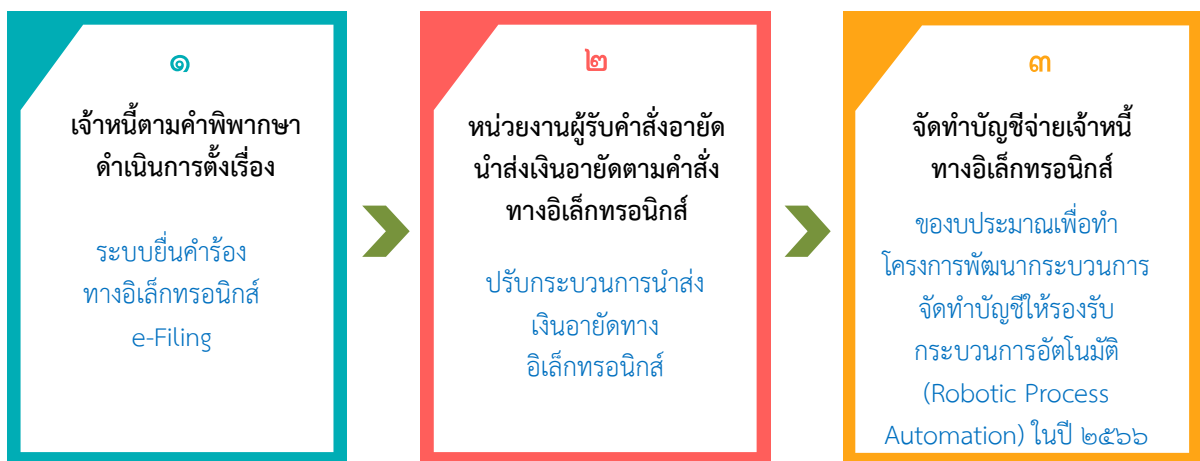 ๑
เจ้าหนี้ตามคำพิพากษา
ดำเนินการตั้งเรื่อง
ระบบยื่นคำร้อง
ทางอิเล็กทรอนิกส์
e-Filing
๒
หน่วยงานผู้รับคำสั่งอายัด
นำส่งเงินอายัดตามคำสั่ง
ทางอิเล็กทรอนิกส์
ปรับกระบวนการนำส่ง
เงินอายัดทาง
อิเล็กทรอนิกส์
๓
จัดทำบัญชีจ่ายเจ้าหนี้
ทางอิเล็กทรอนิกส์
ของบประมาณเพื่อทำ
โครงการพัฒนากระบวนการ
จัดทำบัญชีให้รองรับ
กระบวนการอัตโนมัติ
(Robotic Process
Automation) ในปี ๒๕๖๖